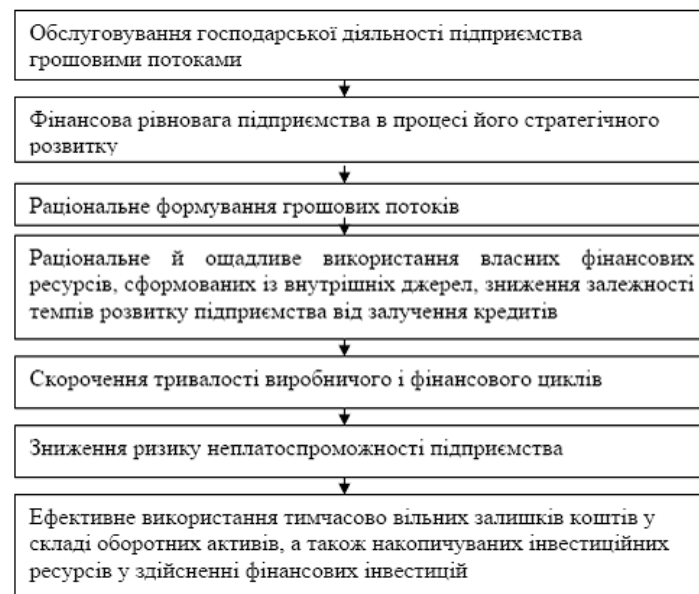 Обслуговування господарської діяльності підприємства
грошовими потоками
Фінансова рівновага підприємства в процесі його стратегічного
розвитку
Раціональне формування грошових потоків
Раціональне й ощадливе використання власних фінансових
ресурсів, сформованих із внутрішніх джерел, зниження залежності
темпів розвитку підприємства від залучення кредитів
Скорочення тривалості виробничого і фінансового циклів
Зниження ризику неплатоспроможності підприємства
Ефективне використання тимчасово вільних залишків коштів у
складі оборотних активів, а також накопичуваних інвестиційних
ресурсів у здійсненні фінансових інвестицій